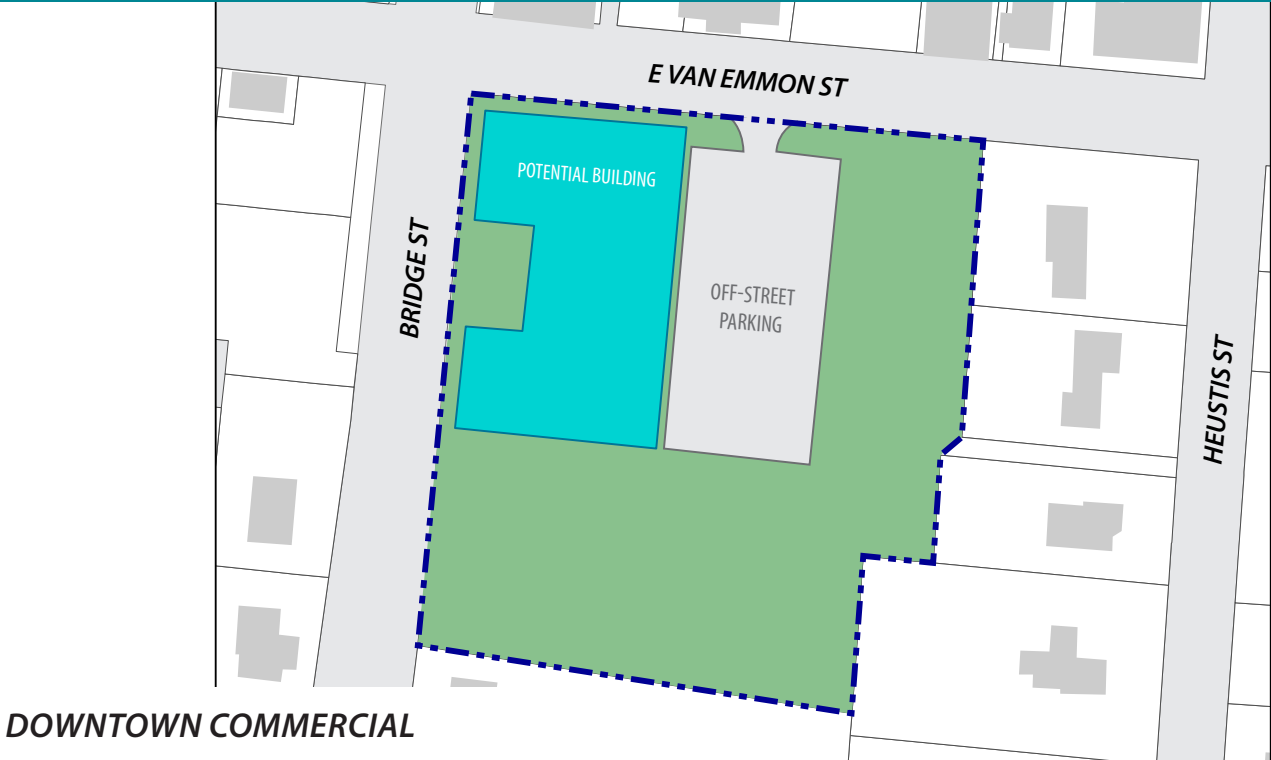 E VAN EMMON ST
POTENTIAL BUILDING
BRIDGE ST
OFF-STREET
PARKING
HEUSTIS ST
DOWNTOWN COMMERCIAL